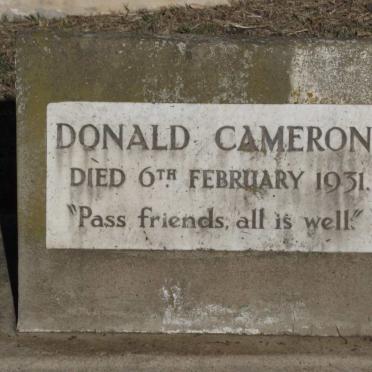 DONALD CAMERON
DIED 6TH FEBRUARY 1931.
"Pass friends, all is well."